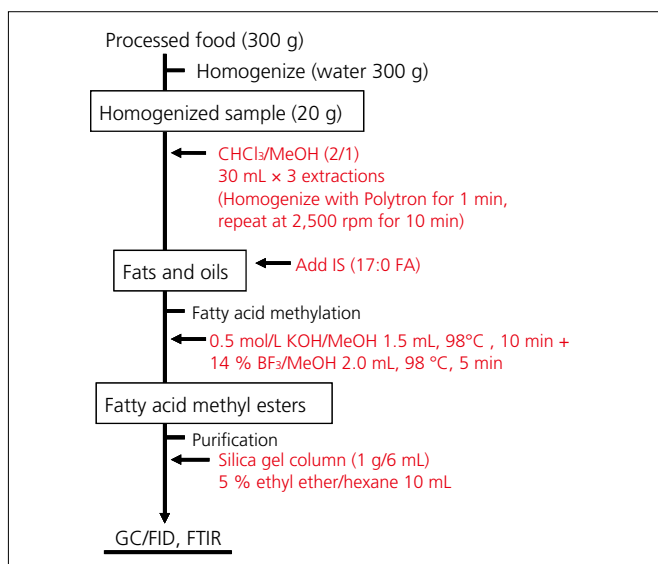 Processed food (300 g)
Homogenize (water 300 g)
Homogenized sample (20 g)
CHCl₃/MeOH (2/1)
30 mL × 3 extractions
(Homogenize with Polytron for 1 min,
repeat at 2,500 rpm for 10 min)
Fats and oils
Add IS (17:0 FA)
Fatty acid methylation
0.5 mol/L KOH/MeOH 1.5 mL, 98°C , 10 min +
14 % BF₃/MeOH 2.0 mL, 98 °C, 5 min
Fatty acid methyl esters
Purification
Silica gel column (1 g/6 mL)
5 % ethyl ether/hexane 10 mL
GC/FID, FTIR